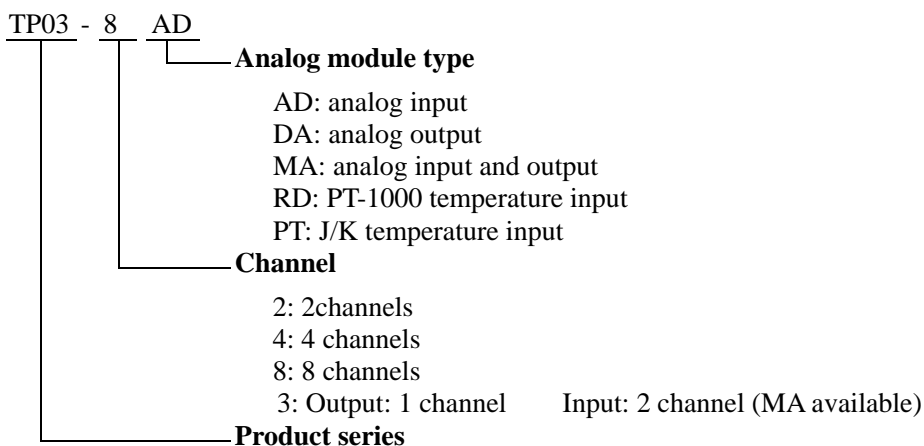 TP03 - 8 AD
Analog module type
AD: analog input
DA: analog output
MA: analog input and output
RD: PT-1000 temperature input
PT: J/K temperature input
Channel
2: 2channels
4: 4 channels
8: 8 channels
3: Output: 1 channel Input: 2 channel (MA available)
Product series